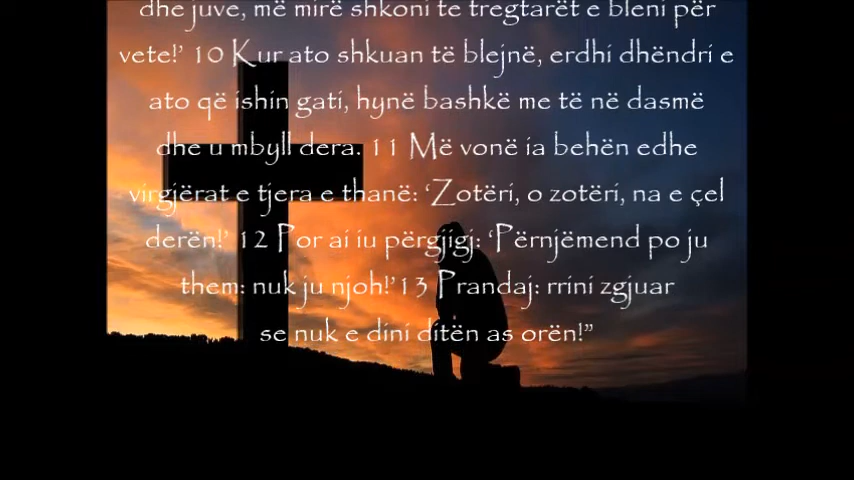 dhe juve, më mirë shkoni te tregtarët e bleni për
vete!’ 10 Kur ato shkuan të blejnë, erdhi dhëndri e
ato që ishin gati, hynë bashkë me të në dasmë
dhe u mbyll dera. 11 Më vonë ia behën edhe
virgjërat e tjera e thanë: ‘Zotëri, o zotëri, na e çel
derën!’ 12 Por ai iu përgjigj: ‘Përnjëmend po ju
them: nuk ju njoh!’13 Prandaj: rrini zgjuar
se nuk e dini ditën as orën!”